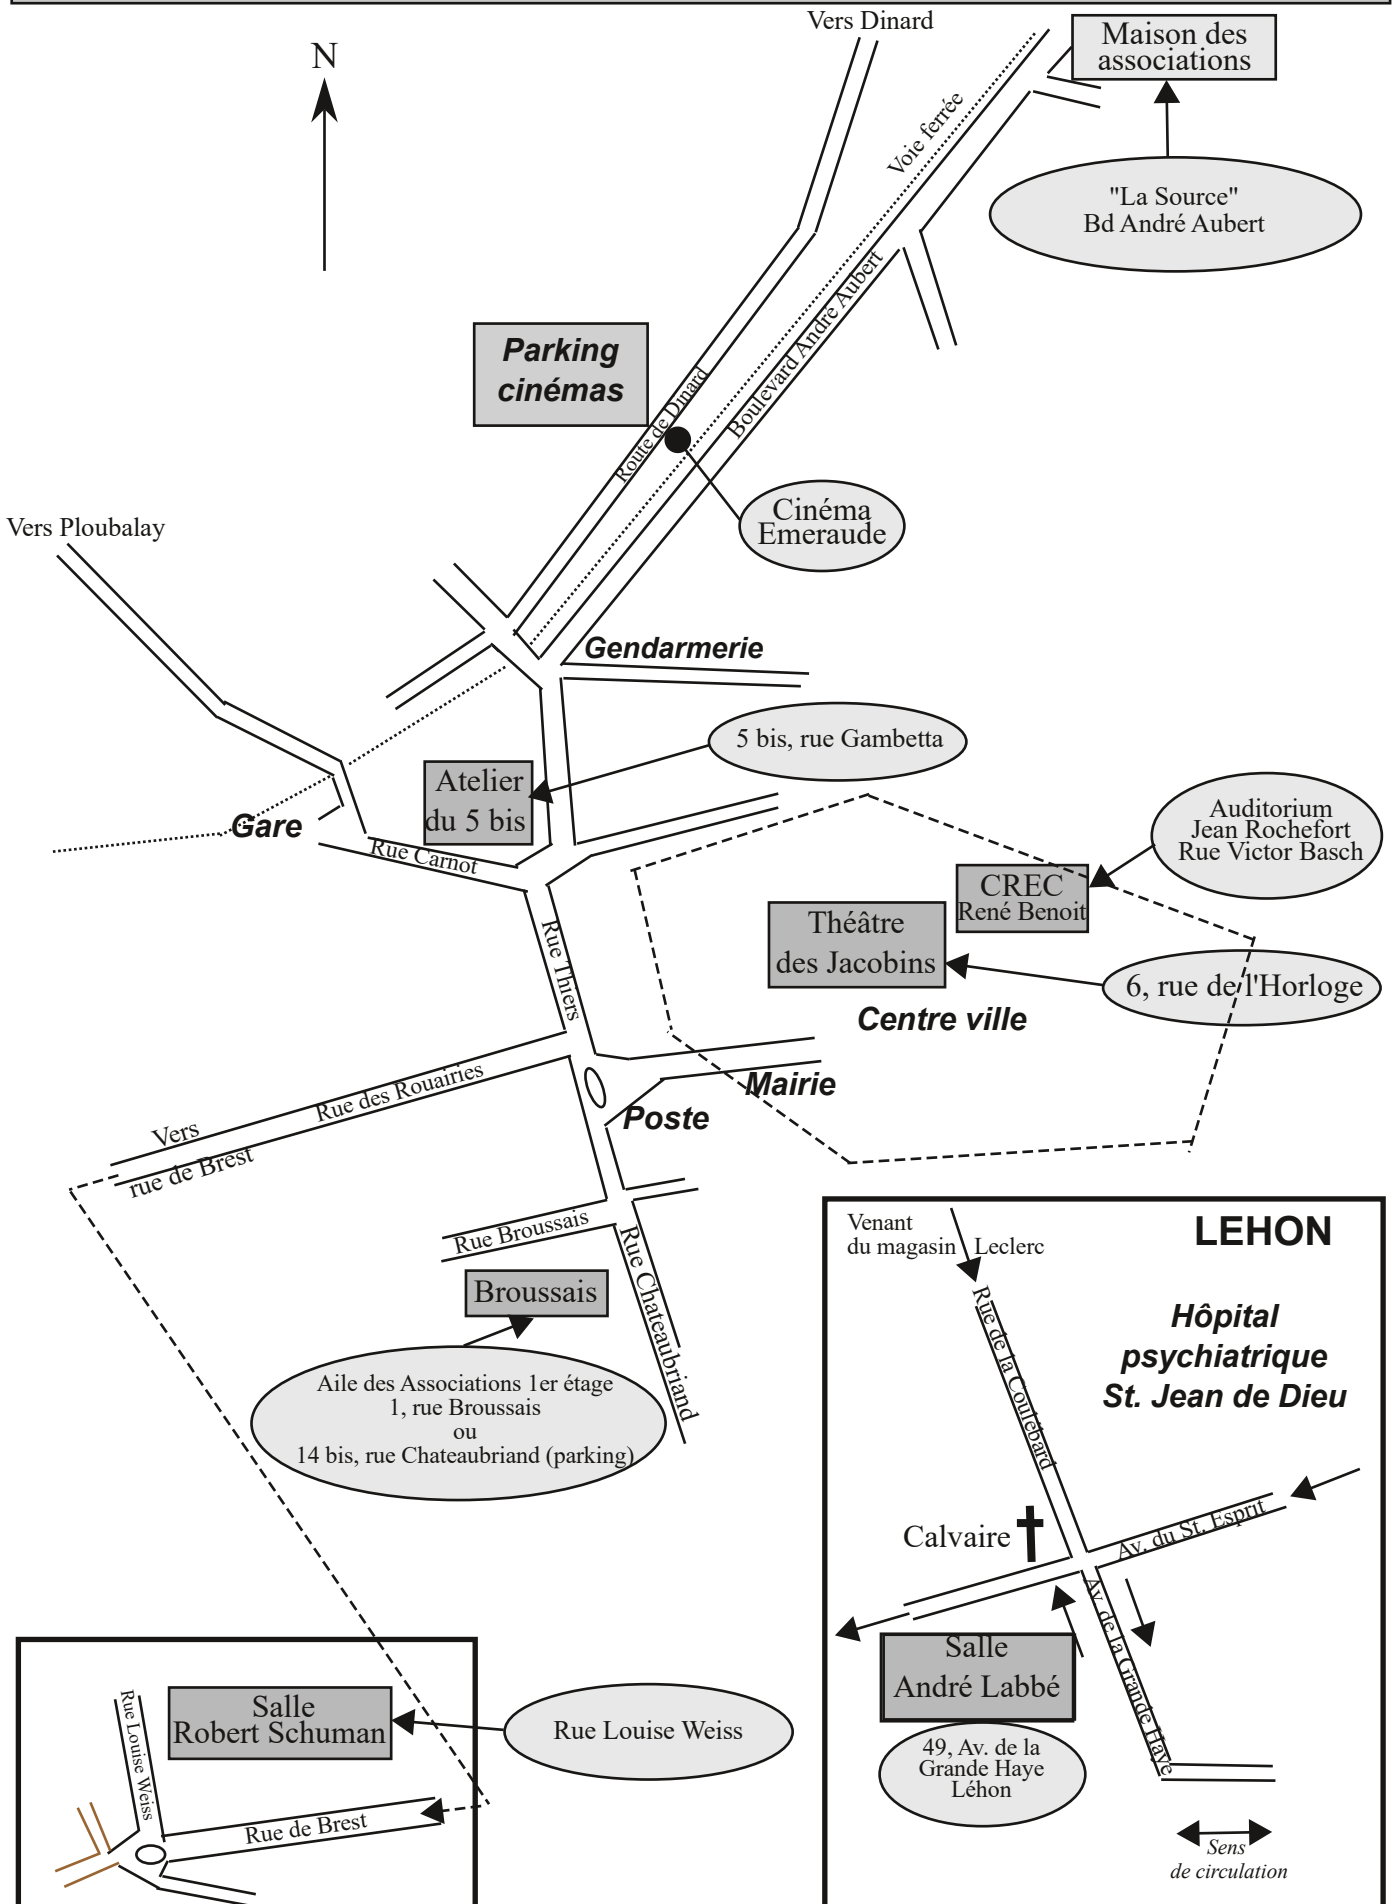 Vers Dinard
Maison des
associations
N
Voie ferrée
"La Source"
Bd André Aubert
Boulevard André Aubert
Parking
cinémas
Route de Dinard
Cinéma
Emeraude
Vers Ploubalay
Gendarmerie
5 bis, rue Gambetta
Atelier
du 5 bis
Gare
Rue Carnot
Auditorium
Jean Rochefort
Rue Victor Basch
CREC
René Benoit
Théâtre
des Jacobins
6, rue de l'Horloge
Centre ville
Rue Thiers
Mairie
Poste
Rue des Rouairies
Vers
rue de Brest
Rue Broussais
Rue Chateaubriand
Broussais
Aile des Associations 1er étage
1, rue Broussais
ou
14 bis, rue Chateaubriand (parking)
Venant
du magasin Leclerc
LEHON
Rue de la Coulébard
Hôpital
psychiatrique
St. Jean de Dieu
Calvaire
Av. du St. Esprit
Av. de la Grande Haye
Salle
André Labbé
49, Av. de la
Grande Haye
Léhon
Sens
de circulation
Rue Louise Weiss
Salle
Robert Schuman
Rue Louise Weiss
Rue de Brest